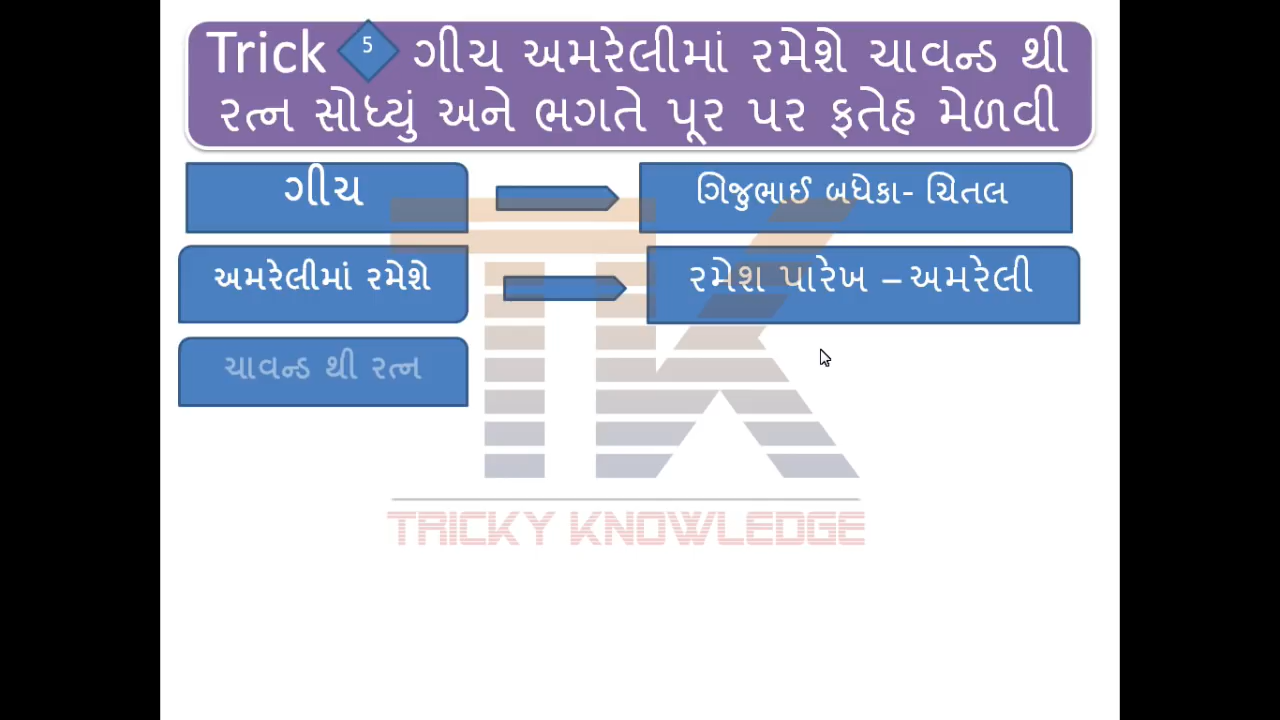 Trick 5 ગીચ અમરેલીમાં રમેશે ચાવન્ડ થી
રત્ન સોધ્યું અને ભગતે પૂર પર ફતેહ મેળવી
ગીચ
ગિજુભાઈ બધેકા- ચિતલ
અમરેલીમાં રમેશે
રમેશ પારેખ – અમરેલી
ચાવન્ડ થી રત્ન
TRICKY KNOWLEDGE